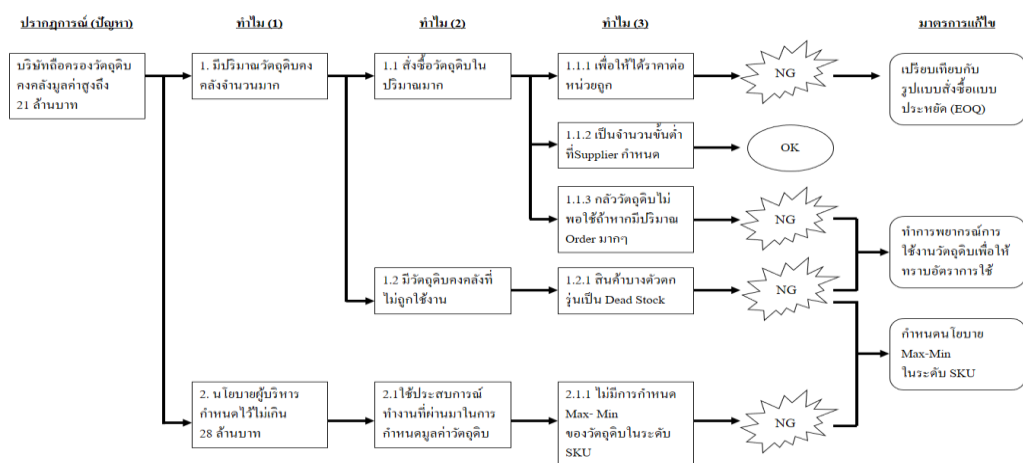 ปรากฏการณ์ (ปัญหา)
ทำไม (1)
ทำไม (2)
ทำไม (3)
มาตรการแก้ไข
บริษัทถือครองวัตถุดิบ
คงคลังมูลค่าสูงถึง
21 ล้านบาท
1. มีปริมาณวัตถุดิบคง
คลังจำนวนมาก
1.1 สั่งซื้อวัตถุดิบใน
ปริมาณมาก
1.1.1 เพื่อให้ได้ราคาต่อ
หน่วยถูก
NG
เปรียบเทียบกับ
รูปแบบสั่งซื้อแบบ
ประหยัด (EOQ)
1.1.2 เป็นจำนวนขั้นต่ำ
ที่Supplier กำหนด
OK
1.1.3 กลัววัตถุดิบไม่
พอใช้ถ้าหากมีปริมาณ
Order มากๆ
NG
ทำการพยากรณ์การ
ใช้งานวัตถุดิบเพื่อให้
ทราบอัตราการใช้
1.2 มีวัตถุดิบคงคลังที่
ไม่ถูกใช้งาน
1.2.1 สินค้าบางตัวตก
รุ่นเป็น Dead Stock
NG
กำหนดนโยบาย
Max-Min
ในระดับ SKU
2. นโยบายผู้บริหาร
กำหนดไว้ไม่เกิน
28 ล้านบาท
2.1ใช้ประสบการณ์
ทำงานที่ผ่านมาในการ
กำหนดมูลค่าวัตถุดิบ
2.1.1 ไม่มีการกำหนด
Max- Min
ของวัตถุดิบในระดับ
SKU
NG